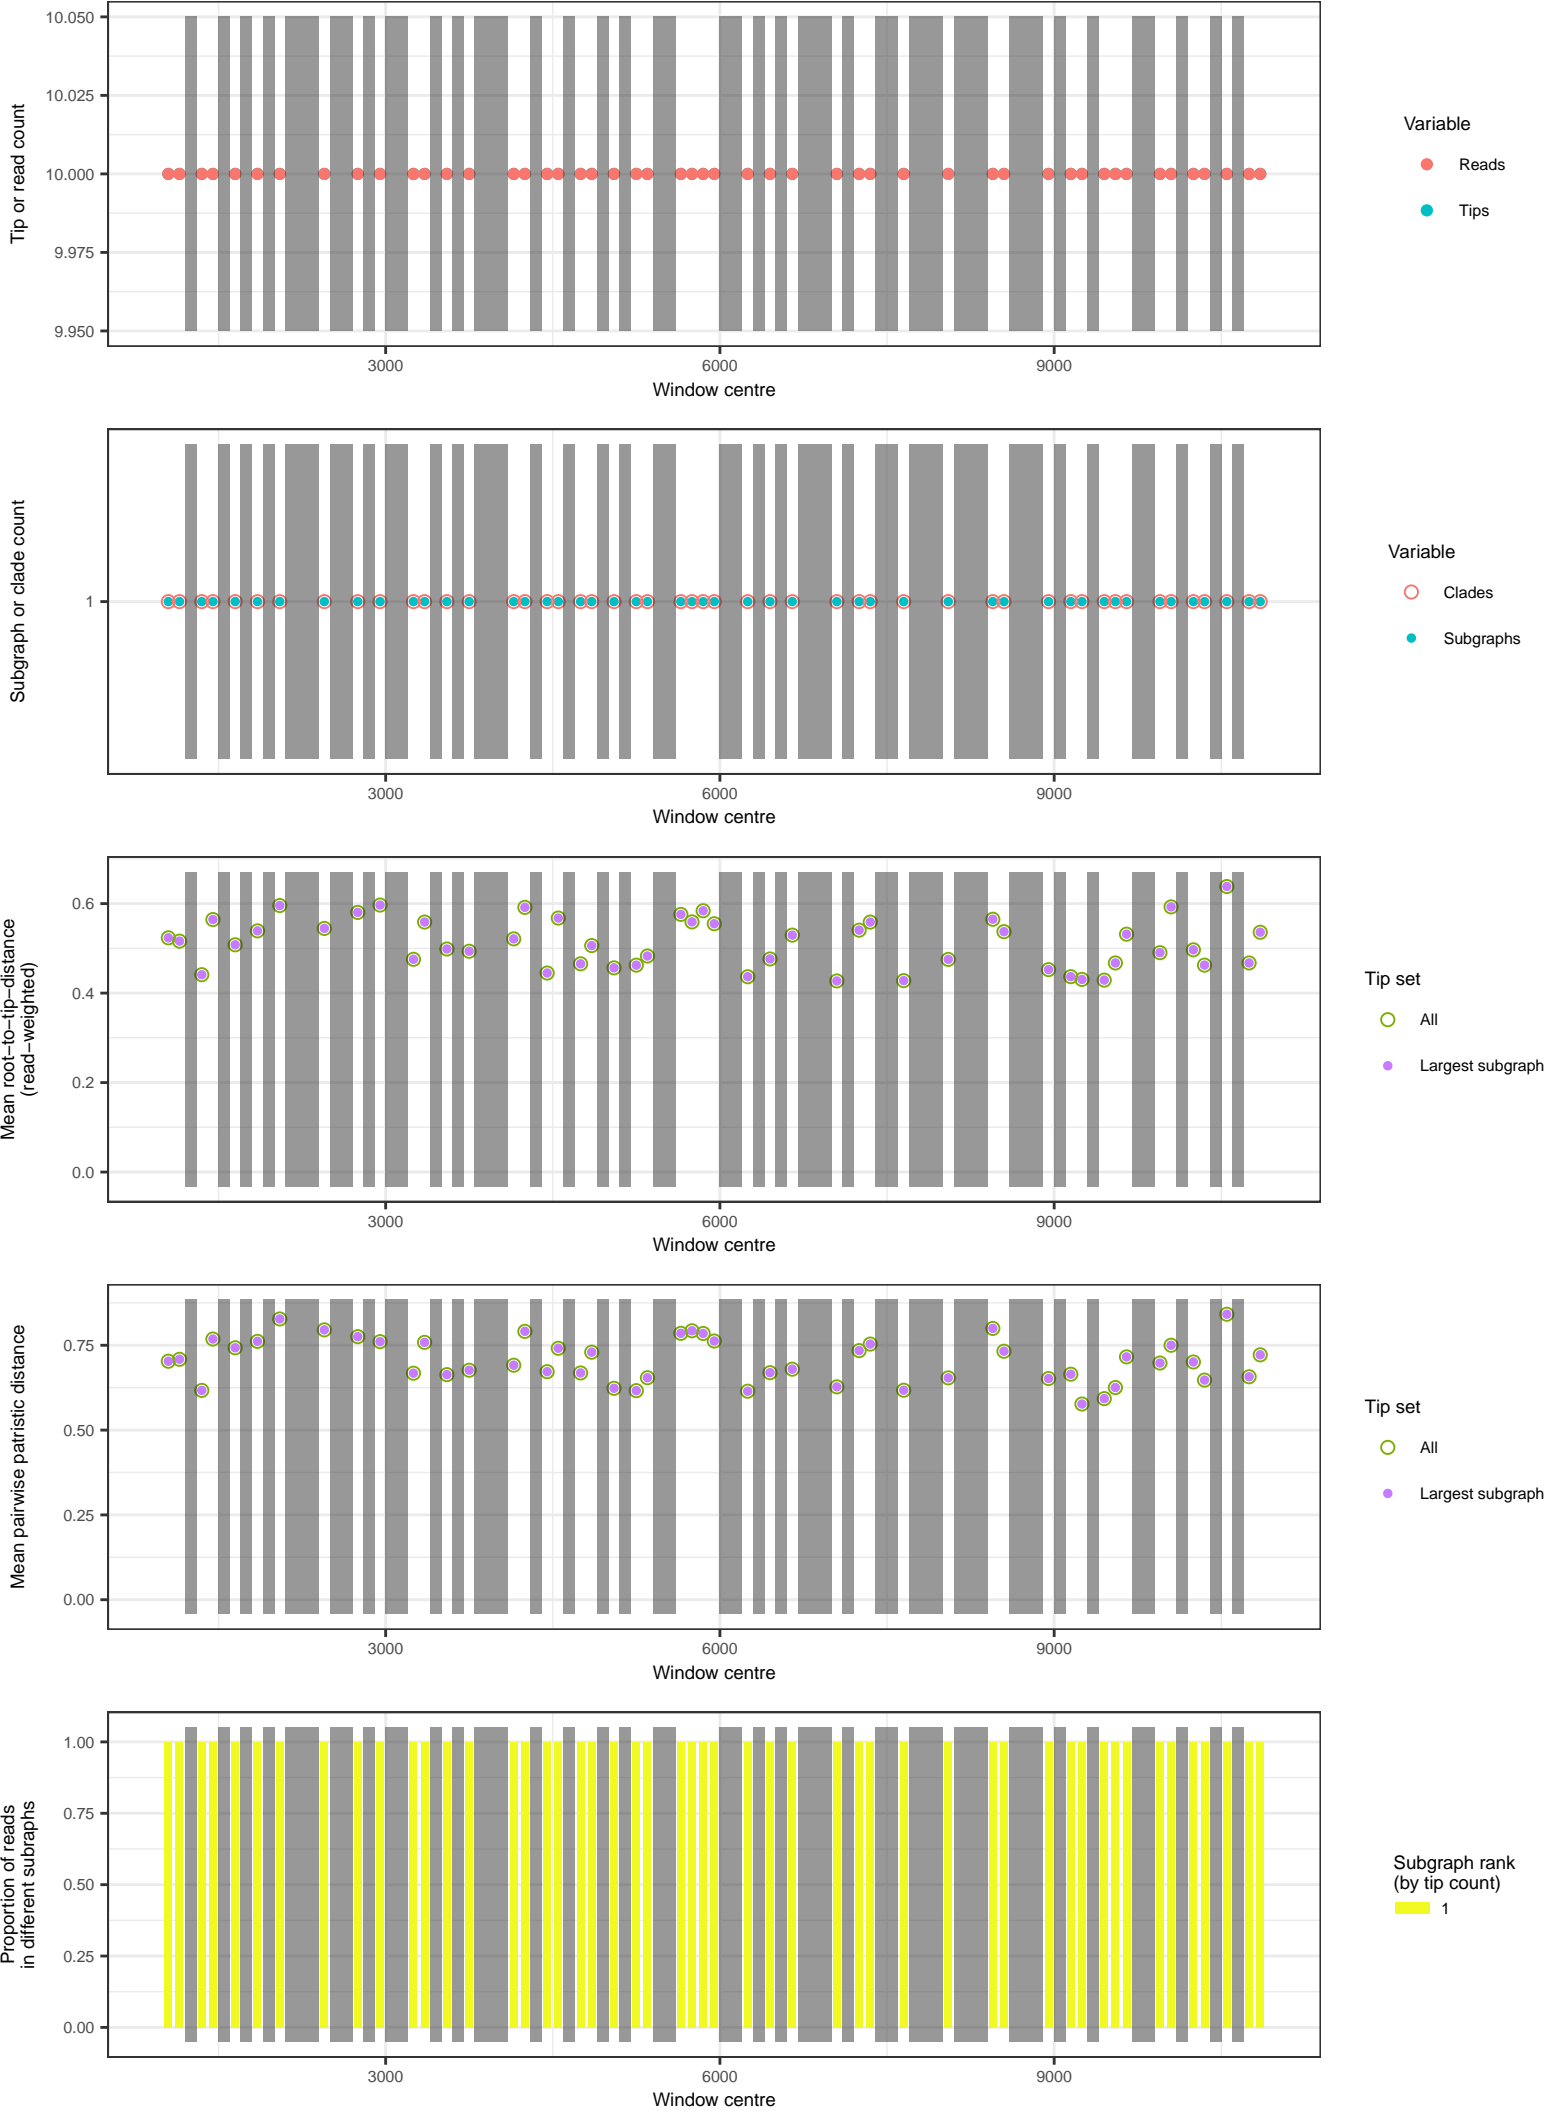 10.050
10.025
10.000
9.975
9.950
Tip or read count
3000
6000
9000
Window centre
Variable
Reads
Tips
1
Subgraph or clade count
3000
6000
9000
Window centre
Variable
Clades
Subgraphs
0.6
0.4
0.2
0.0
Mean root−to−tip−distance
(read−weighted)
3000
6000
9000
Window centre
Tip set
All
Largest subgraph
0.75
0.50
0.25
0.00
Mean pairwise patristic distance
3000
6000
9000
Window centre
Tip set
All
Largest subgraph
1.00
0.75
0.50
0.25
0.00
Proportion of reads
in different subraphs
3000
6000
9000
Window centre
Subgraph rank
(by tip count)
1